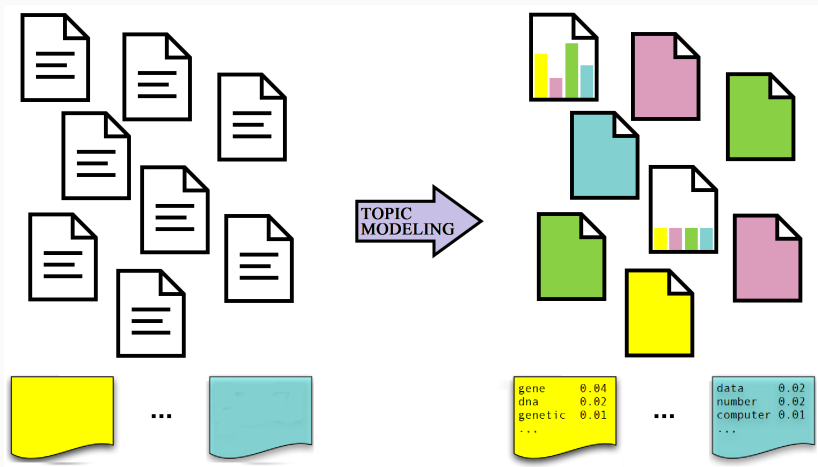 TOPIC
MODELING
...
gene 0.04
dna 0.02
genetic 0.01
...
...
data 0.02
number 0.02
computer 0.01
...